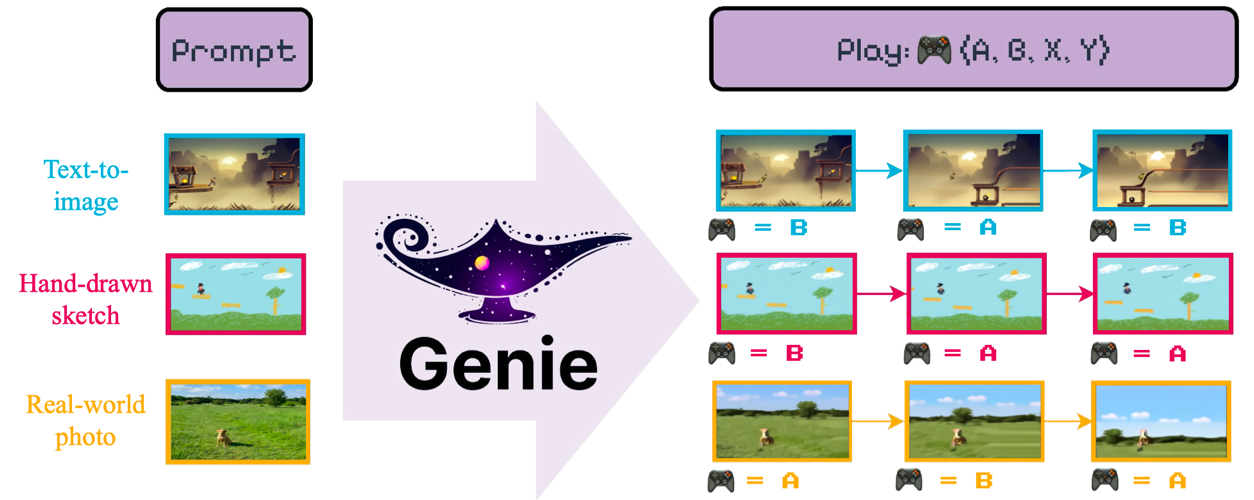 Prompt
Play: 🎮 {A, B, X, Y}
Text-to-
image
= B
= A
= B
Hand-drawn
sketch
Genie
= B
= A
= A
Real-world
photo
= A
= B
= A